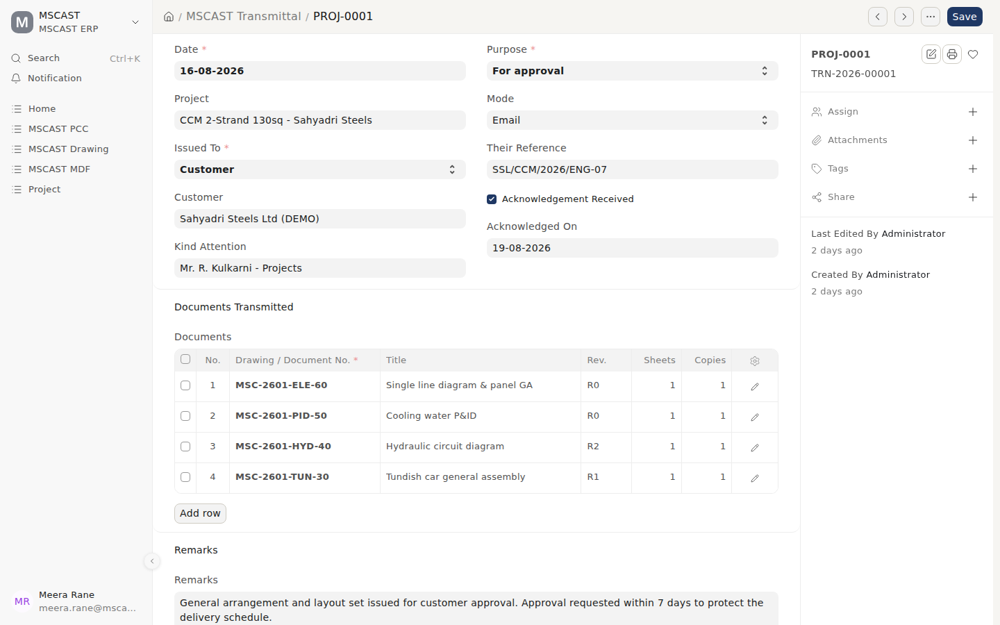 MSCAST
MSCAST ERP
Search Ctrl+K
Notification
Home
MSCAST PCC
MSCAST Drawing
MSCAST MDF
Project
MR
Meera Rane
meera.rane@msca...
/ MSCAST Transmittal / PROJ-0001
Save
Date *
16-08-2026
Project
CCM 2-Strand 130sq - Sahyadri Steels
Issued To *
Customer
Customer
Sahyadri Steels Ltd (DEMO)
Kind Attention
Mr. R. Kulkarni - Projects
Purpose *
For approval
Mode
Email
Their Reference
SSL/CCM/2026/ENG-07
Acknowledgement Received
Acknowledged On
19-08-2026
Documents Transmitted
Documents
No. Drawing / Document No. * Title Rev. Sheets Copies
1 MSC-2601-ELE-60 Single line diagram & panel GA R0 1 1
2 MSC-2601-PID-50 Cooling water P&ID R0 1 1
3 MSC-2601-HYD-40 Hydraulic circuit diagram R2 1 1
4 MSC-2601-TUN-30 Tundish car general assembly R1 1 1
Add row
Remarks
Remarks
General arrangement and layout set issued for customer approval. Approval requested within 7 days to protect the
delivery schedule.
PROJ-0001
TRN-2026-00001
Assign
Attachments
Tags
Share
Last Edited By Administrator
2 days ago
Created By Administrator
2 days ago